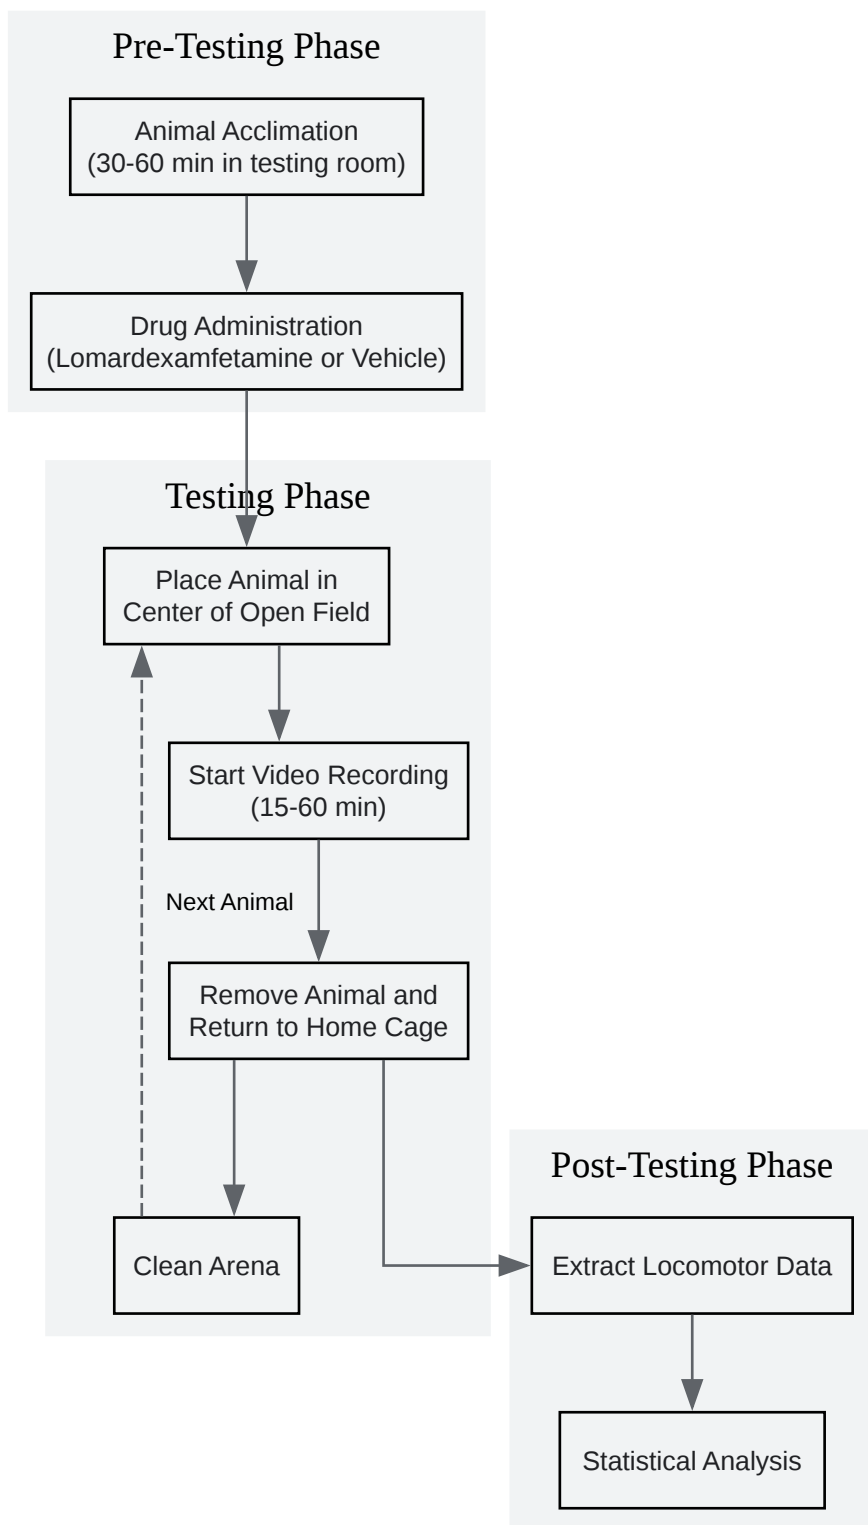 Pre-Testing Phase
Animal Acclimation
(30-60 min in testing room)
Drug Administration
(Lomardexamfetamine or Vehicle)
Testing Phase
Place Animal in
Center of Open Field
Start Video Recording
(15-60 min)
Next Animal
Remove Animal and
Return to Home Cage
Clean Arena
Post-Testing Phase
Extract Locomotor Data
Statistical Analysis